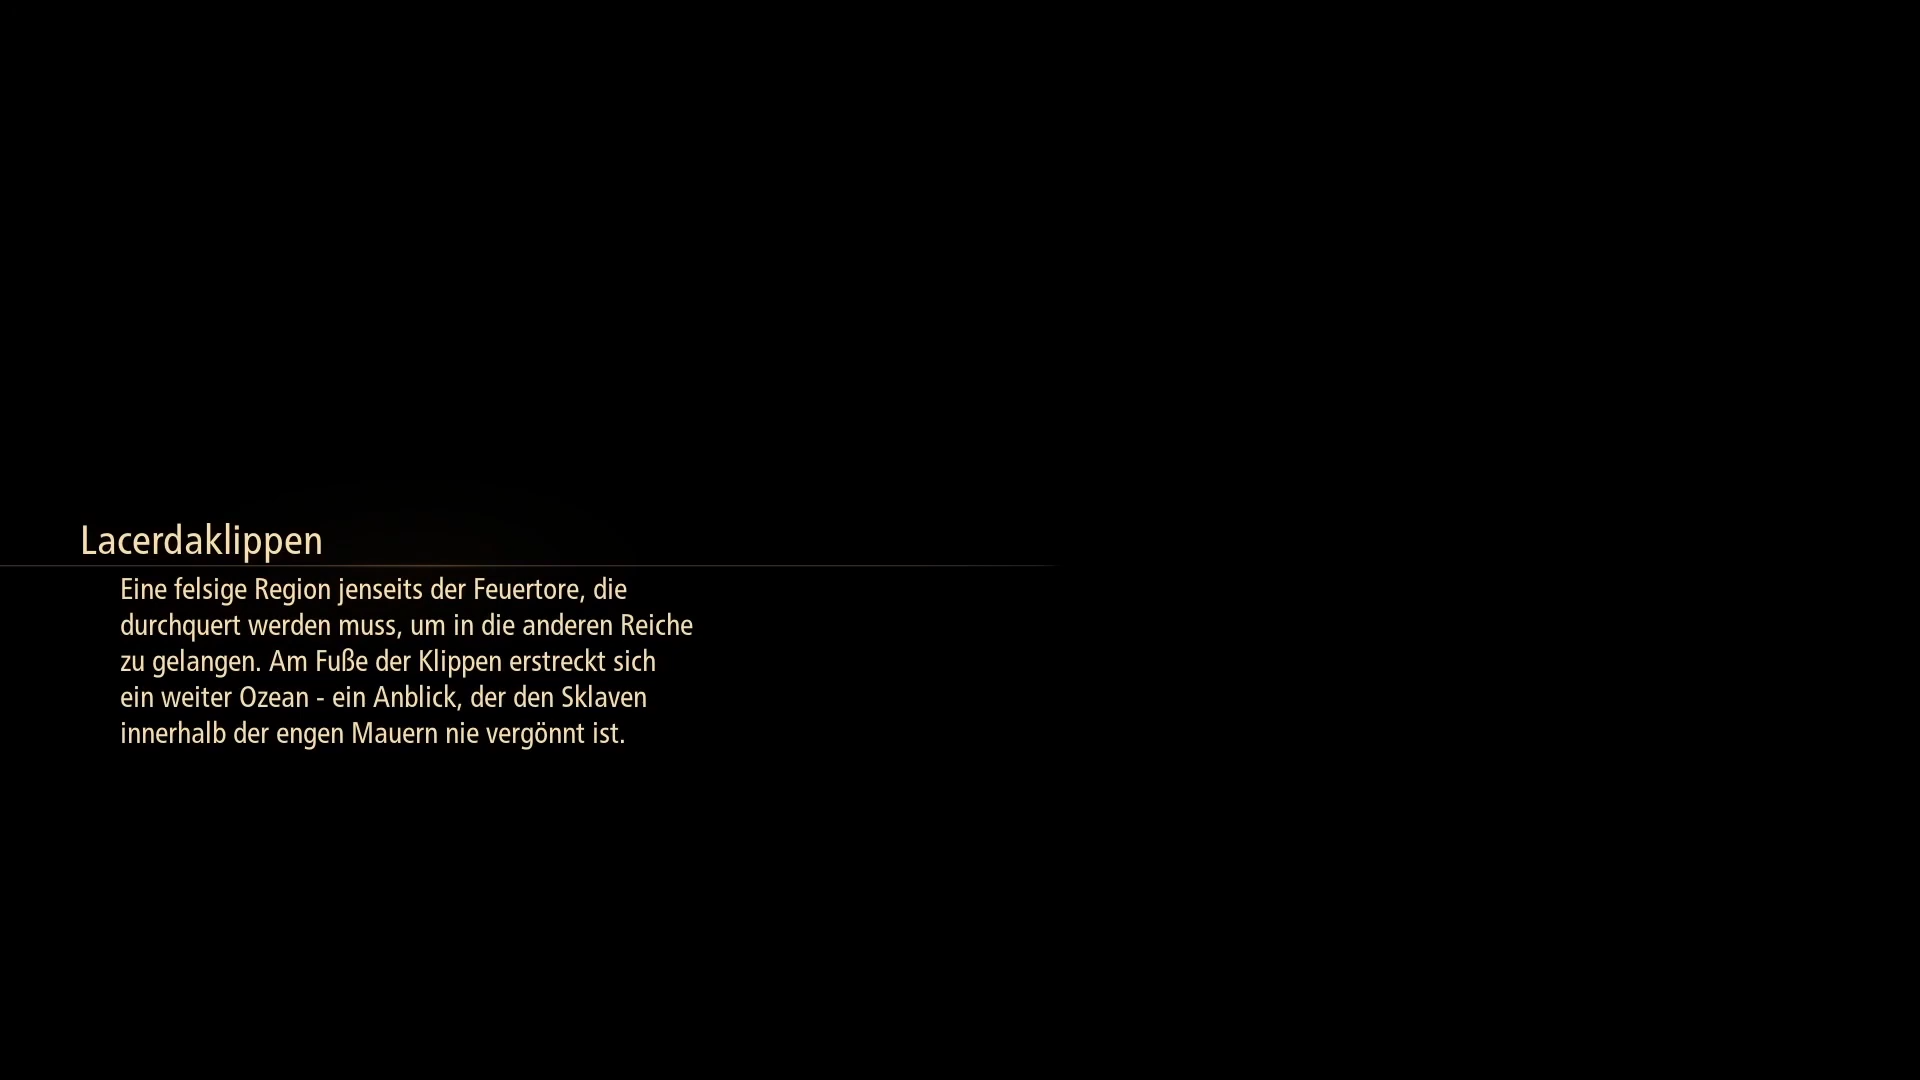 Lacerdaklippen
Eine felsige Region jenseits der Feuertore, die
durchquert werden muss, um in die anderen Reiche
zu gelangen. Am Fuße der Klippen erstreckt sich
ein weiter Ozean - ein Anblick, der den Sklaven
innerhalb der engen Mauern nie vergönnt ist.